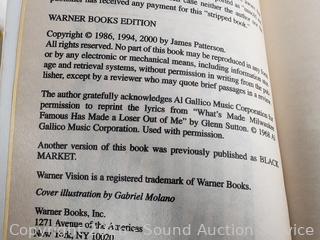 publisher has received any payment for this "stripped book."
WARNER BOOKS EDITION
Copyright © 1986, 1994, 2000 by James Patterson.
No part of this book may be reproduced in any form
or by any electronic or mechanical means, including information
age and retrieval systems, without permission in writing from the pub-
lisher, except by a reviewer who may quote brief passages in a review
The author gratefully acknowledges Al Gallico Music Corporation for
permission to reprint the lyrics from "What's Made Milwaukee
Famous Has Made a Loser Out of Me" by Glenn Sutton. © 1968 Al
Gallico Music Corporation. Used with permission.
Another version of this book was previously published as BLACK
MARKET.
Warner Vision is a registered trademark of Warner Books.
Cover illustration by Gabriel Molano
Warner Books, Inc.
1271 Avenue of the Americas
New York, NY 10020